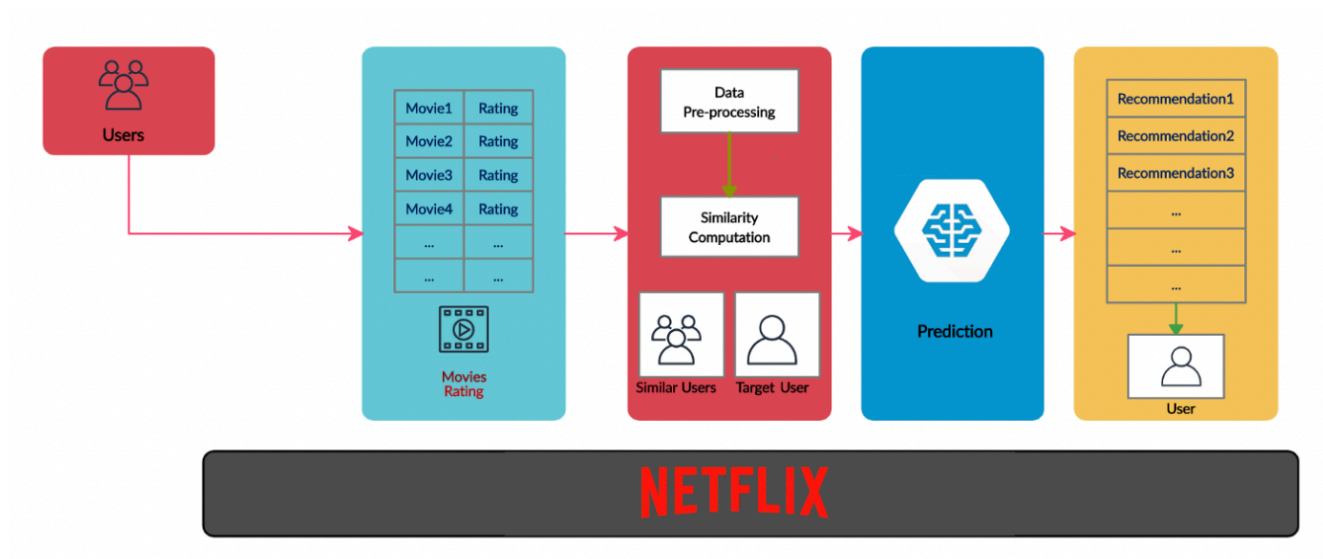 Users
Movie1 Rating
Movie2 Rating
Movie3 Rating
Movie4 Rating
... ...
... ...
Movies
Rating
Data
Pre-processing
Similarity
Computation
Similar Users
Target User
Prediction
Recommendation1
Recommendation2
Recommendation3
...
...
...
User
NETFLIX